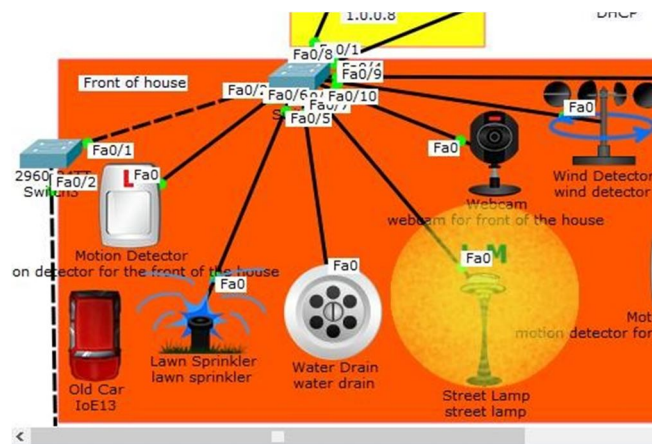 1.0.0.8
DHCP
Fa0/8
0/1
Fa0/9
Front of house
Fa0/2
Fa0/6
Fa0/10
Fa0/5
Fa0/1
Fa0/2
Switch3
Fa0
Fa0
Fa0
Wind Detector
wind detector
Webcam
webcam for front of the house
Motion Detector
on detector for the front of the house
Fa0
Fa0
Fa0
Lawn Sprinkler
lawn sprinkler
Water Drain
water drain
Street Lamp
street lamp
Mot
motion detector for
Old Car
IoE13